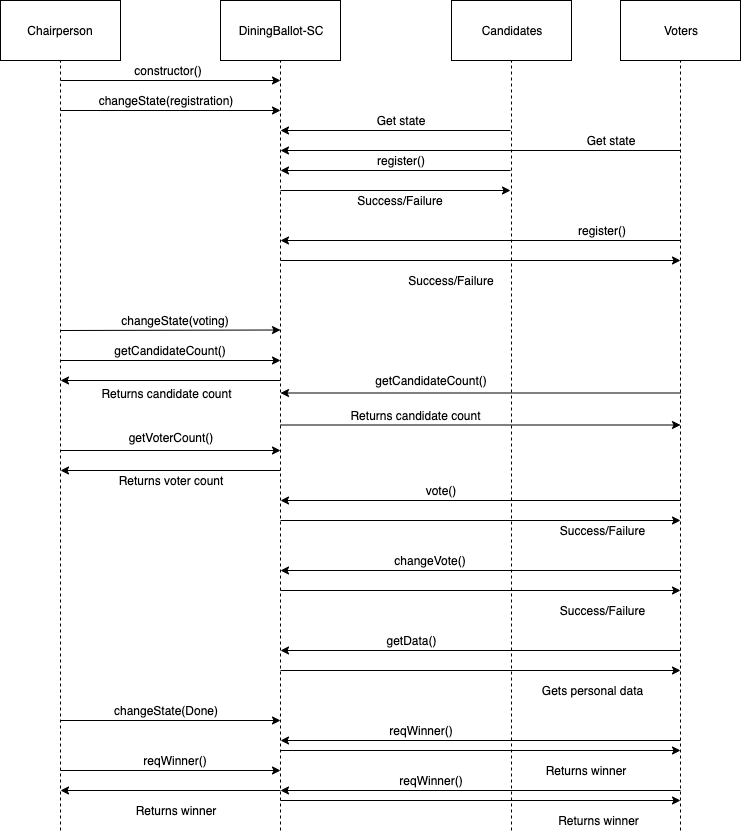 Chairperson
DiningBallot-SC
Candidates
Voters
constructor()
changeState(registration)
Get state
Get state
register()
Success/Failure
register()
Success/Failure
changeState(voting)
getCandidateCount()
getCandidateCount()
Returns candidate count
Returns candidate count
getVoterCount()
Returns voter count
vote()
Success/Failure
changeVote()
Success/Failure
getData()
Gets personal data
changeState(Done)
reqWinner()
reqWinner()
Returns winner
reqWinner()
Returns winner
Returns winner